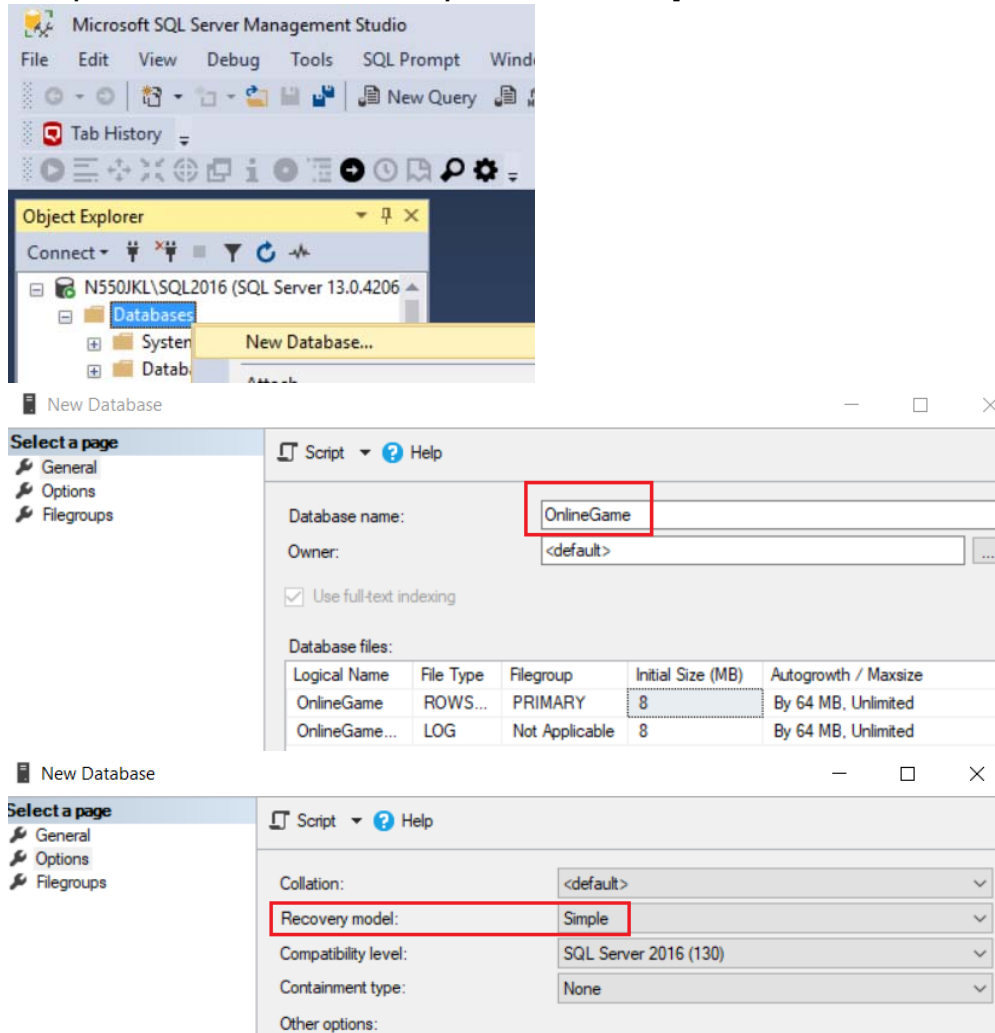 Microsoft SQL Server Management Studio
File Edit View Debug Tools SQL Prompt
New Query
Tab History
Object Explorer
Connect
N550JKL\SQL2016 (SQL Server 13.0.4206
Databases
New Database...
New Database
Select a page
Script Help
General
Options
Filegroups
Database name: OnlineGame
Owner: <default> ...
Use full-text indexing
Database files:
Logical Name File Type Filegroup Initial Size (MB) Autogrowth / Maxsize
OnlineGame ROWS... PRIMARY 8 By 64 MB, Unlimited
OnlineGame... LOG Not Applicable 8 By 64 MB, Unlimited
New Database
Select a page
Script Help
General
Options
Filegroups
Collation: <default>
Recovery model: Simple
Compatibility level: SQL Server 2016 (130)
Containment type: None
Other options: